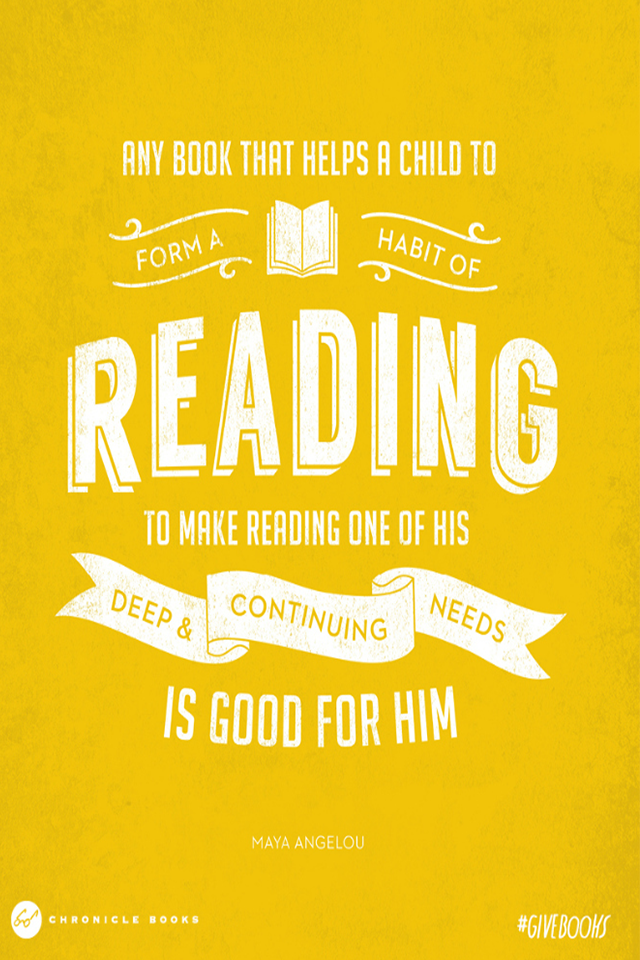 ANY BOOK THAT HELPS A CHILD TO
FORM A HABIT OF
READING
TO MAKE READING ONE OF HIS
DEEP & CONTINUING NEEDS
IS GOOD FOR HIM
MAYA ANGELOU
CHRONICLE BOOKS
#GIVEBOOKS